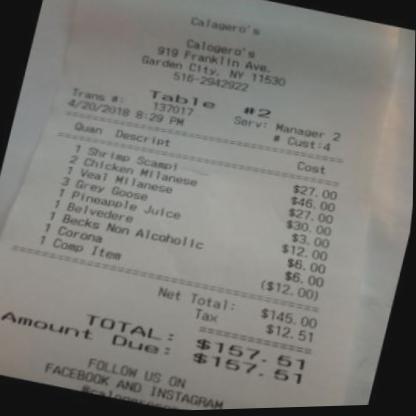 Calagero's
Calogero's
919 Franklin Ave.
Garden City, NY 11530
516-2942922
Table #2
Trans #: 137017 Serv: Manager 2
4/20/2018 8:29 PM # Cust:4
Quan Descript Cost
1 Shrimp Scampi $27.00
2 Chicken Milanese $46.00
1 Veal Milanese $27.00
3 Grey Goose $30.00
1 Pineapple Juice $3.00
1 Belvedere $12.00
1 Becks Non Alcoholic $6.00
1 Corona $6.00
1 Comp Item ($12.00)
Net Total: $145.00
Tax $12.51
TOTAL: $157.51
Amount Due: $157.51
FOLLOW US ON
FACEBOOK AND INSTAGRAM